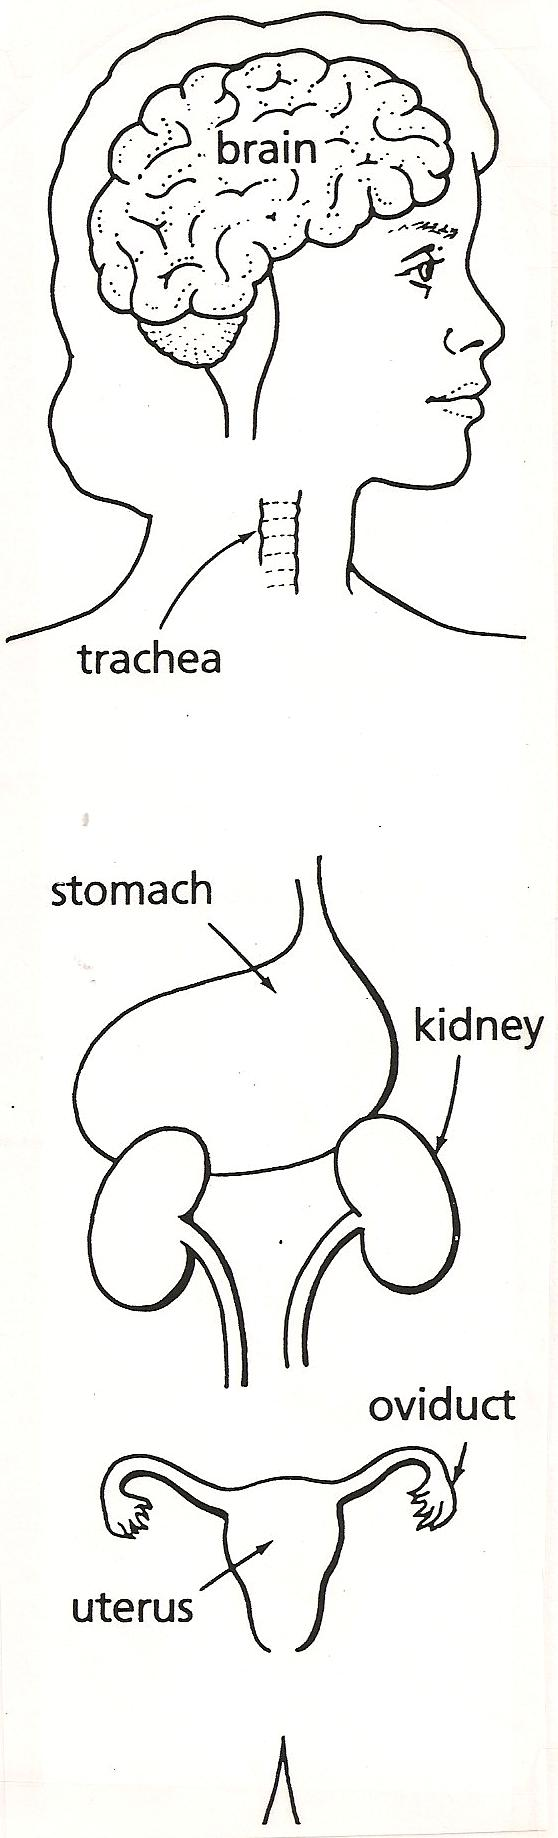 brain
trachea
stomach
kidney
oviduct
uterus